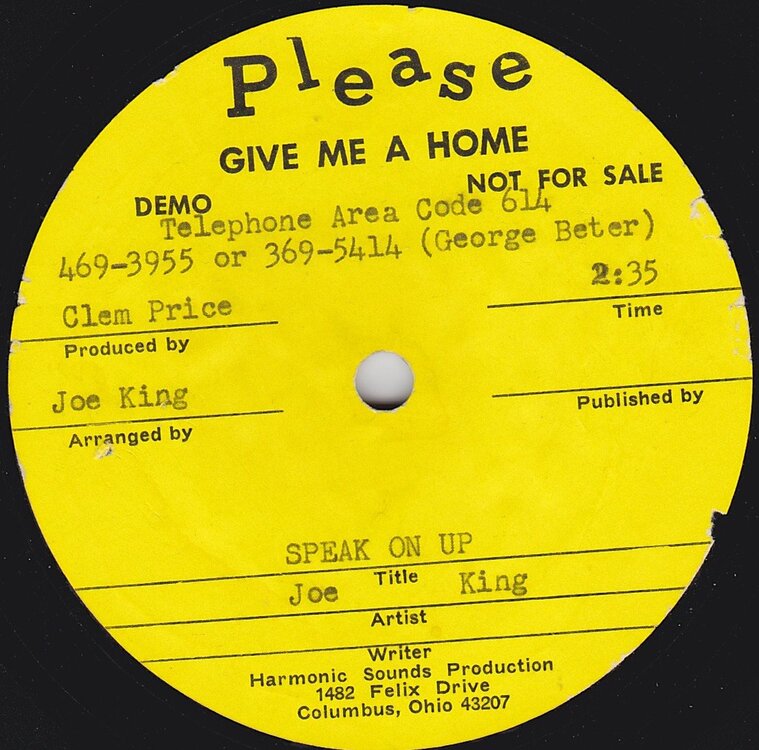 Please
GIVE ME A HOME
DEMO NOT FOR SALE
Telephone Area Code 614
469-3955 or 369-5414 (George Beter)
2:35
Time
Clem Price
Produced by
Joe King
Arranged by
Published by
SPEAK ON UP
Title
Joe King
Artist
Writer
Harmonic Sounds Production
1482 Felix Drive
Columbus, Ohio 43207